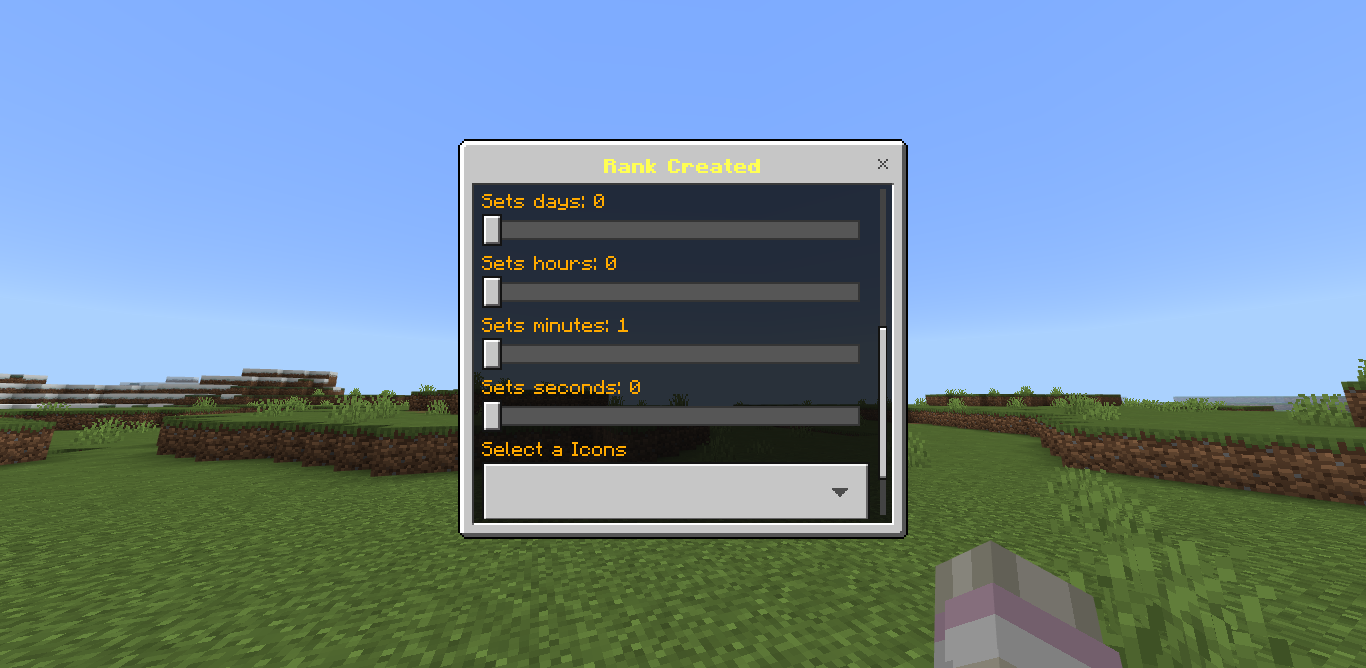 Rank Created
Sets days: 0
Sets hours: 0
Sets minutes: 1
Sets seconds: 0
Select a Icons